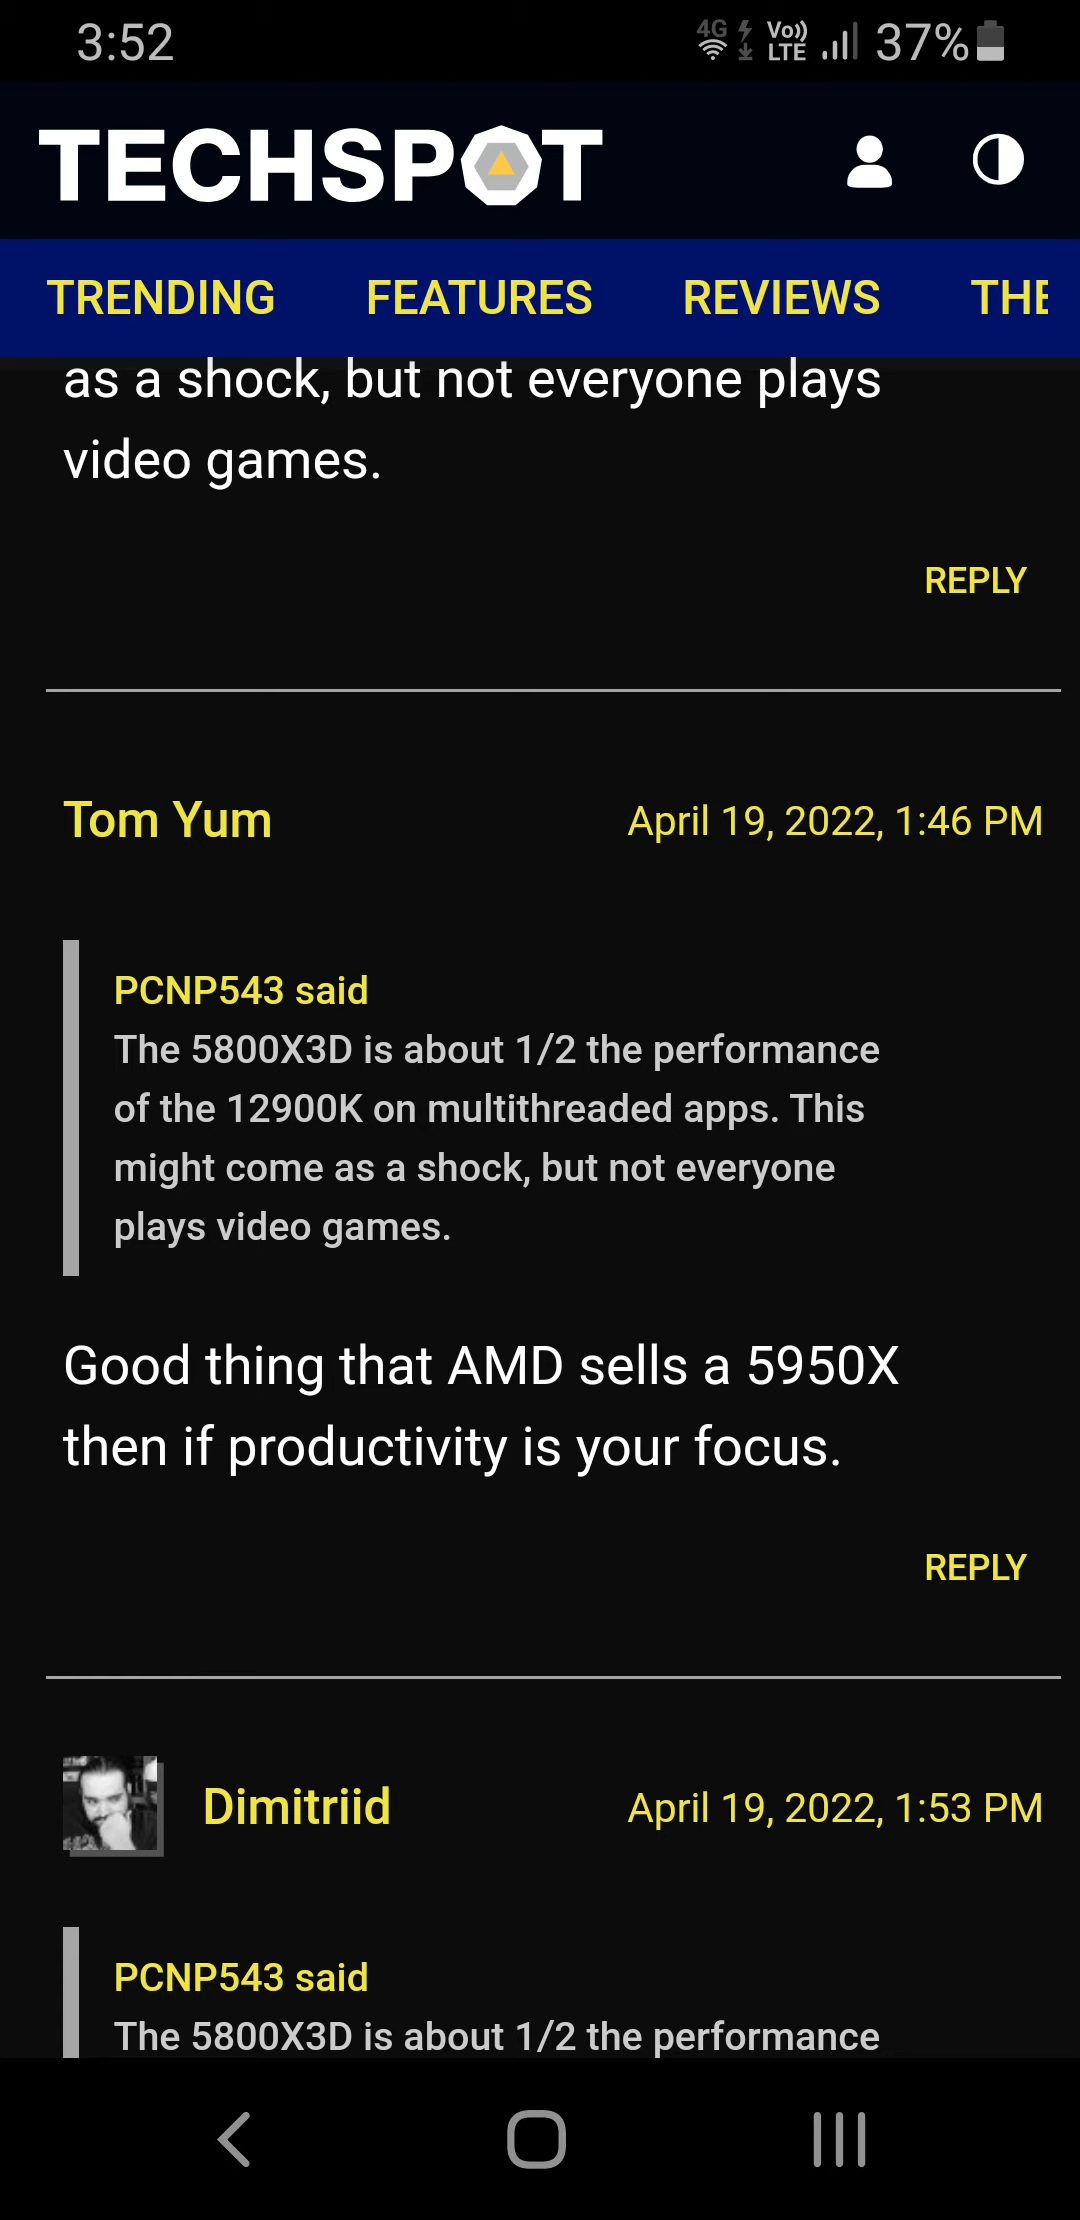 3:52 4G Vo)) LTE 37%
TECHSPOT
TRENDING FEATURES REVIEWS THE
as a shock, but not everyone plays
video games.
REPLY
Tom Yum April 19, 2022, 1:46 PM
PCNP543 said
The 5800X3D is about 1/2 the performance
of the 12900K on multithreaded apps. This
might come as a shock, but not everyone
plays video games.
Good thing that AMD sells a 5950X
then if productivity is your focus.
REPLY
Dimitriid April 19, 2022, 1:53 PM
PCNP543 said
The 5800X3D is about 1/2 the performance